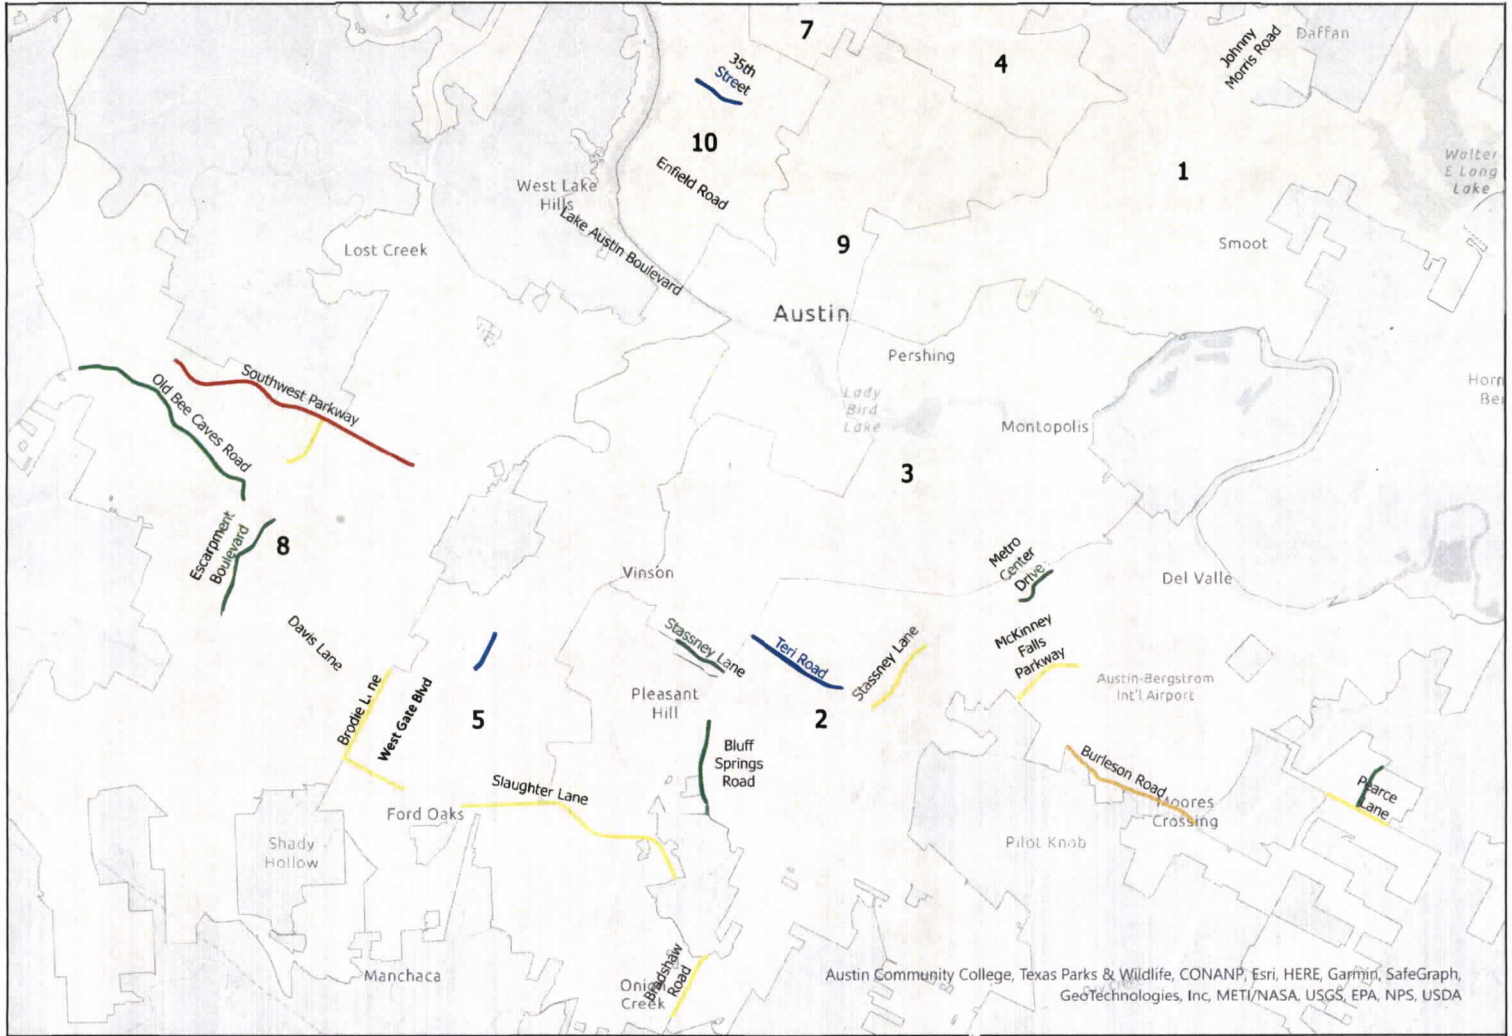 7
4
Johnny
Morris Road
Daffan
35th
Street
10
1
Walter
E Long
Lake
Enfield Road
West Lake
Hills
Lake Austin Boulevard
Lost Creek
9
Smoot
Austin
Pershing
Southwest Parkway
Old Bee Caves Road
Lady
Bird
Lake
Horn
Be
Montopolis
3
Escarpment
Boulevard
8
Metro
Center
Drive
Vinson
Del Valle
Davis Lane
Stassney Lane
Teri Road
Stassney Lane
McKinney
Falls
Parkway
Austin-Bergstrom
Int'l Airport
Brodie L ne
West Gate Blvd
5
Pleasant
Hill
2
Bluff
Springs
Road
Burleson Road
Moores
Crossing
Pearce
Lane
Slaughter Lane
Ford Oaks
Shady
Hollow
Pilot Knob
Manchaca
Bradshaw
Road
Onion
Creek
Austin Community College, Texas Parks & Wildlife, CONANP, Esri, HERE, Garmin, SafeGraph,
GeoTechnologies, Inc, METI/NASA, USGS, EPA, NPS, USDA